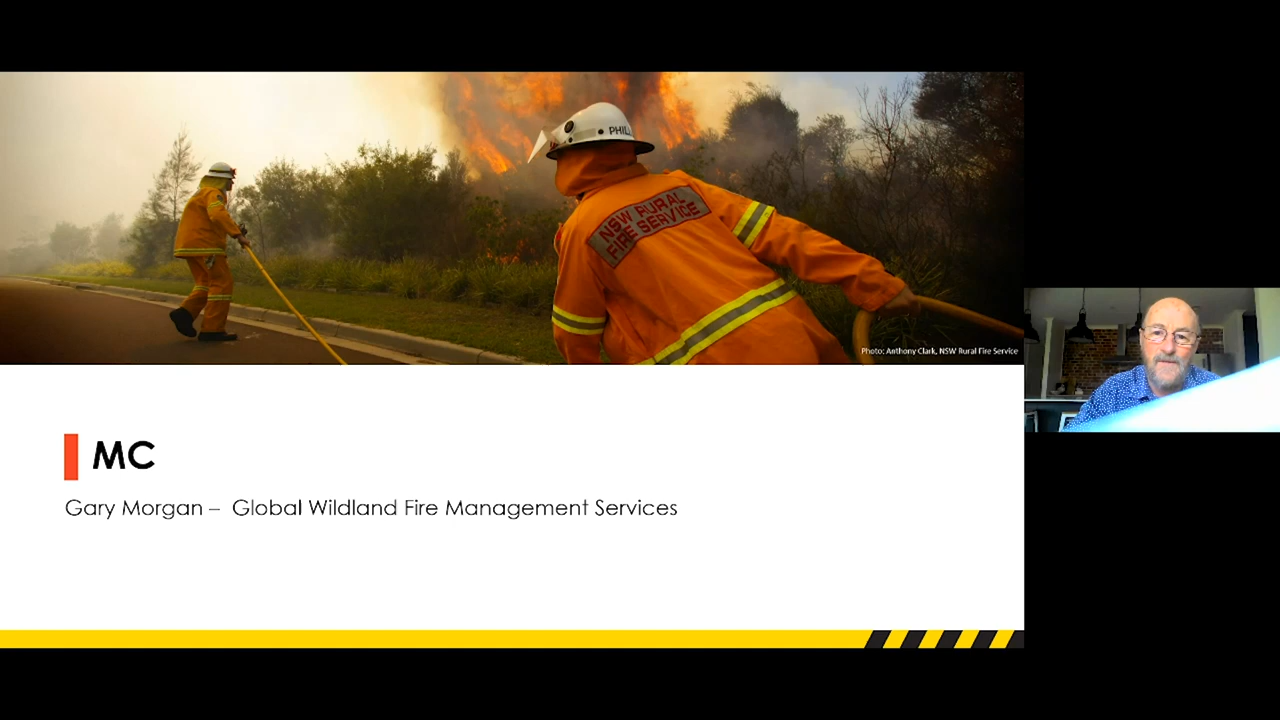 PHIL
NSW RURAL
FIRE SERVICE
Photo: Anthony Clark, NSW Rural Fire Service
MC
Gary Morgan – Global Wildland Fire Management Services